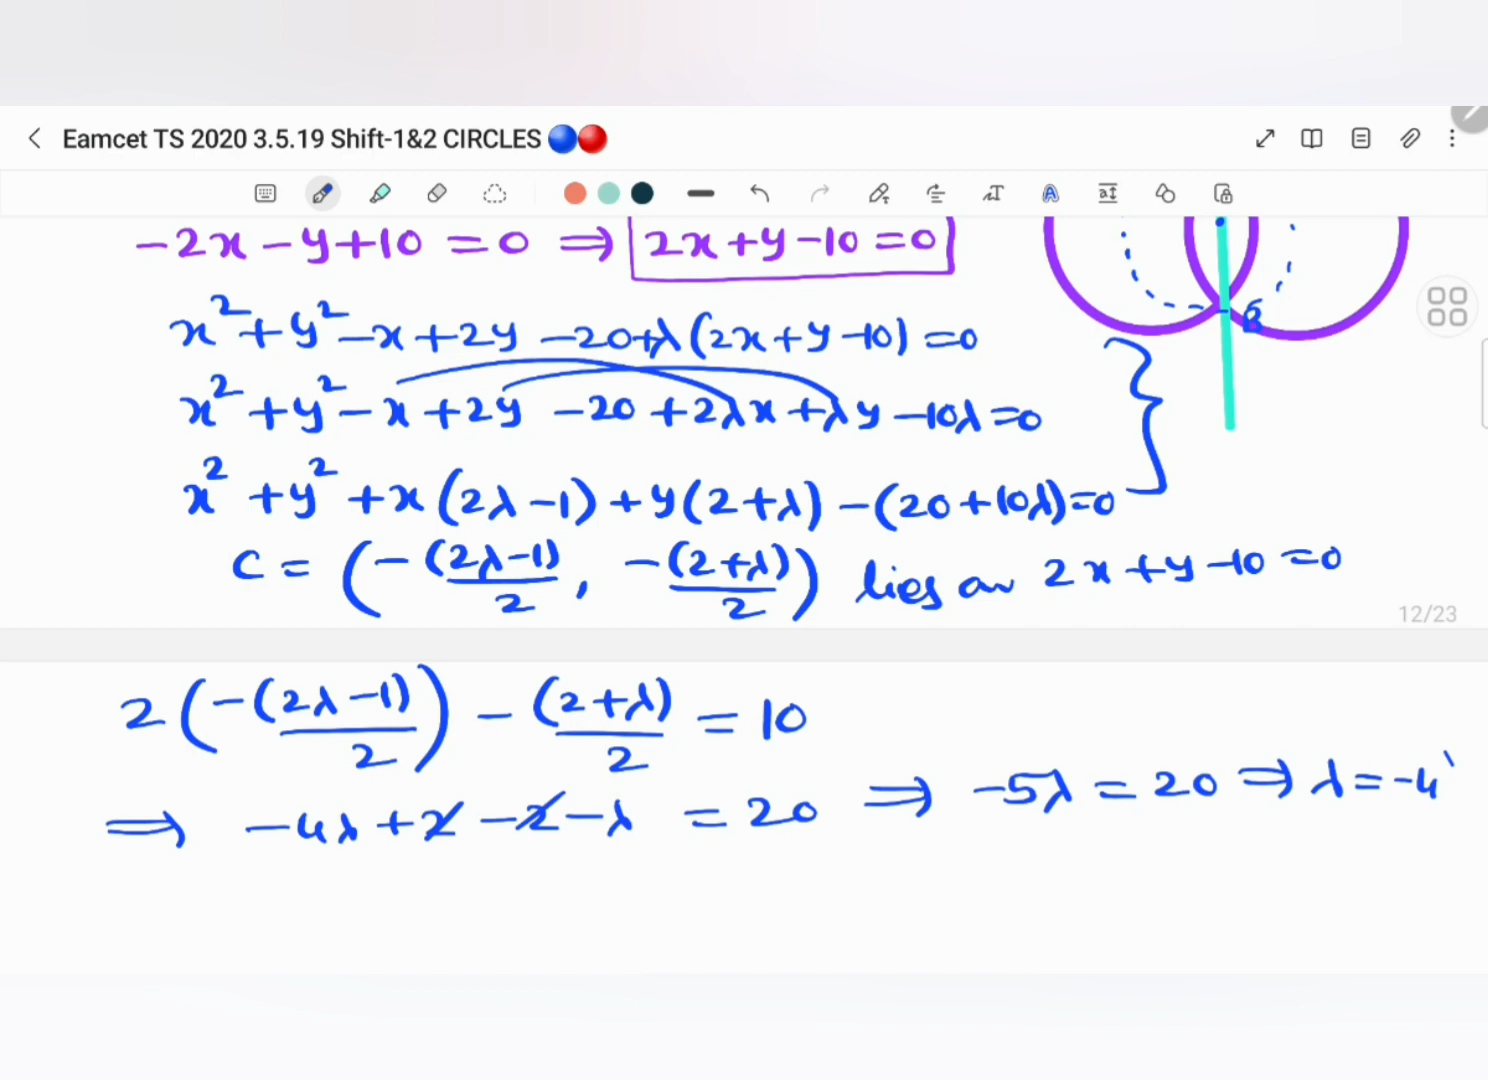 Eamcet TS 2020 3.5.19 Shift-1&2 CIRCLES
-2x-y+10 = 0 ⇒ 2x+y-10=0
x²+y²-x+2y-20+λ(2x+y-10)=0
B
x²+y²-x+2y-20+2λx+λy-10λ=0
x²+y²+x(2λ-1)+y(2+λ)-(20+10λ)=0
C = (-(2λ-1)/2, -(2+λ)/2) lies on 2x+y-10=0
12/23
2(-(2λ-1)/2) - (2+λ)/2 = 10
⇒ -4λ+2-2-λ = 20 ⇒ -5λ = 20 ⇒ λ=-4